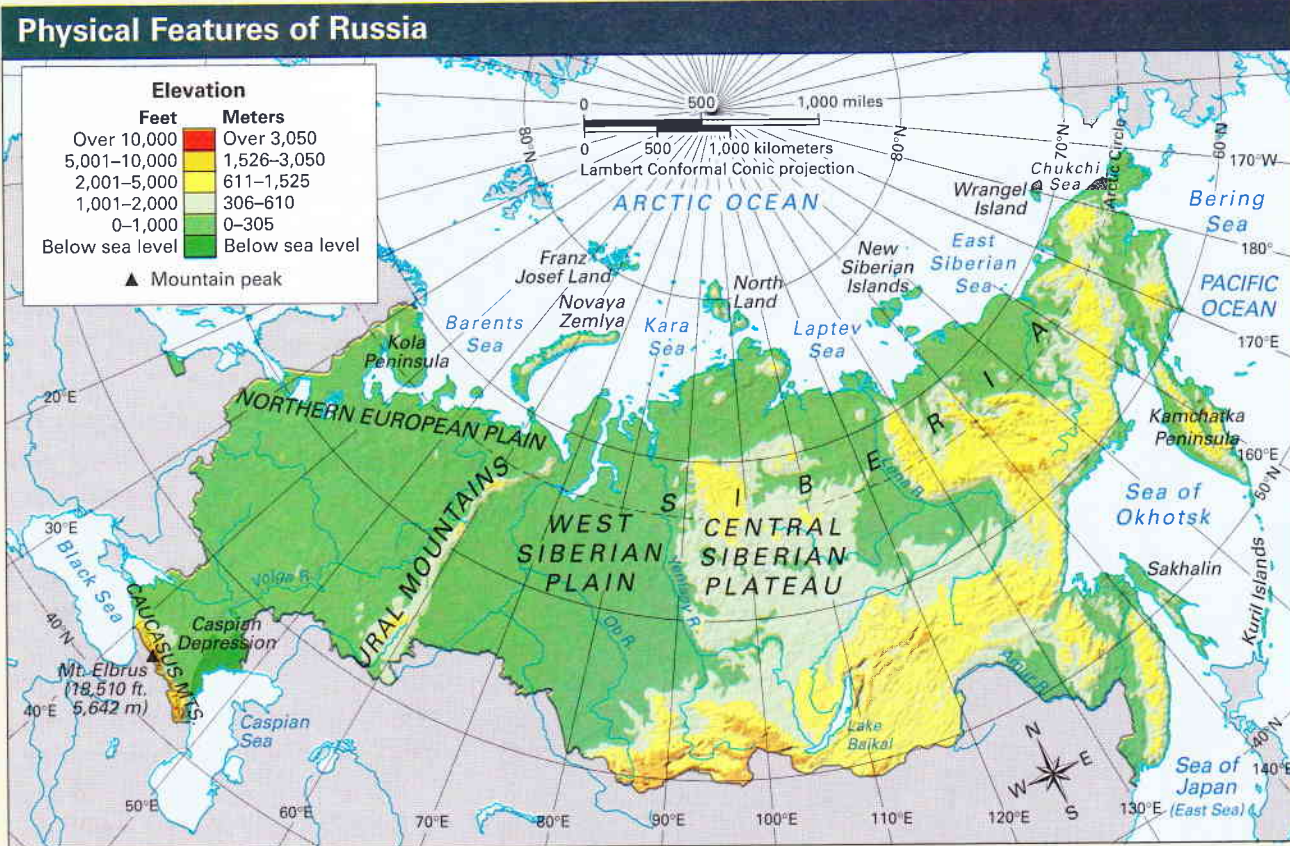 Physical Features of Russia
Elevation
Feet Meters
Over 10,000 Over 3,050
5,001–10,000 1,526–3,050
2,001–5,000 611–1,525
1,001–2,000 306–610
0–1,000 0–305
Below sea level Below sea level
▲ Mountain peak
0 500 1,000 miles
0 500 1,000 kilometers
Lambert Conformal Conic projection
80°N
80°N
70°N
60°N
170°W
Arctic Circle
Chukchi
Sea
Wrangel
Island
Bering
Sea
ARCTIC OCEAN
180°
East
Siberian
Sea
New
Siberian
Islands
Franz
Josef Land
North
Land
PACIFIC
OCEAN
Novaya
Zemlya
Barents
Sea
Kara
Sea
Laptev
Sea
170°E
Kola
Peninsula
20°E
NORTHERN EUROPEAN PLAIN
Kamchatka
Peninsula
160°E
50°N
SIBERIA
Lena R.
URAL MOUNTAINS
WEST
SIBERIAN
PLAIN
CENTRAL
SIBERIAN
PLATEAU
Sea of
Okhotsk
30°E
Black Sea
Volga R.
Yenisey R.
Ob R.
Sakhalin
Kuril Islands
40°N
CAUCASUS MTS.
Caspian
Depression
Mt. Elbrus
(18,510 ft.
5,642 m)
Amur R.
40°E
Caspian
Sea
Lake
Baikal
N
E
W
S
40°N
140°E
Sea of
Japan
(East Sea)
50°E
60°E
70°E
80°E
90°E
100°E
110°E
120°E
130°E